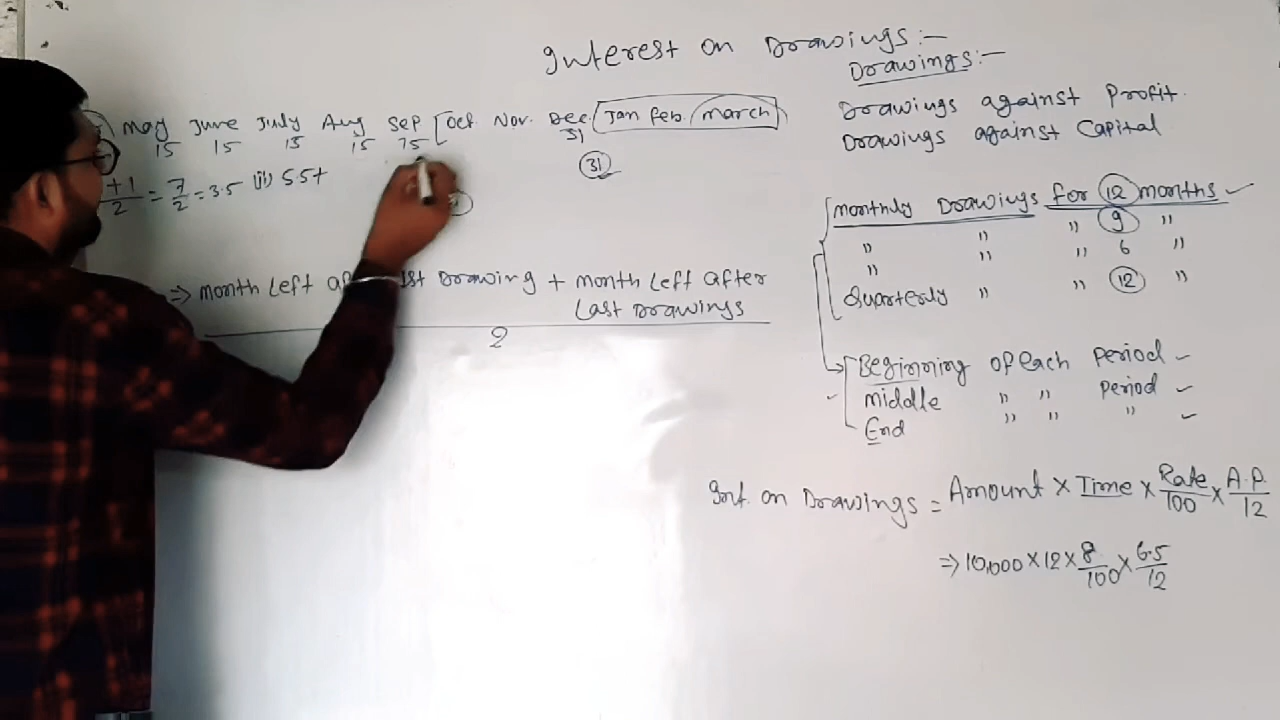 Interest on Drawings:-
Drawings:-
Drawings against Profit.
Drawings against Capital
May June July Aug Sep [Oct Nov. Dec. Jan Feb. March
15 15 15 15 15 31
31
+1/2 = 7/2 = 3.5 (ii) 5.5+
Monthly Drawings for 12 months ✓
" " " 9 "
" " " 6 "
Quarterly " " 12 "
⇒ month left 1st Drawing + month Left after
Last Drawings
2
Beginning of each Period ✓
middle " " Period ✓
End " " " ✓
Int. on Drawings = Amount × Time × Rate/100 × A.P./12
⇒ 10,000 × 12 × 8/100 × 6.5/12